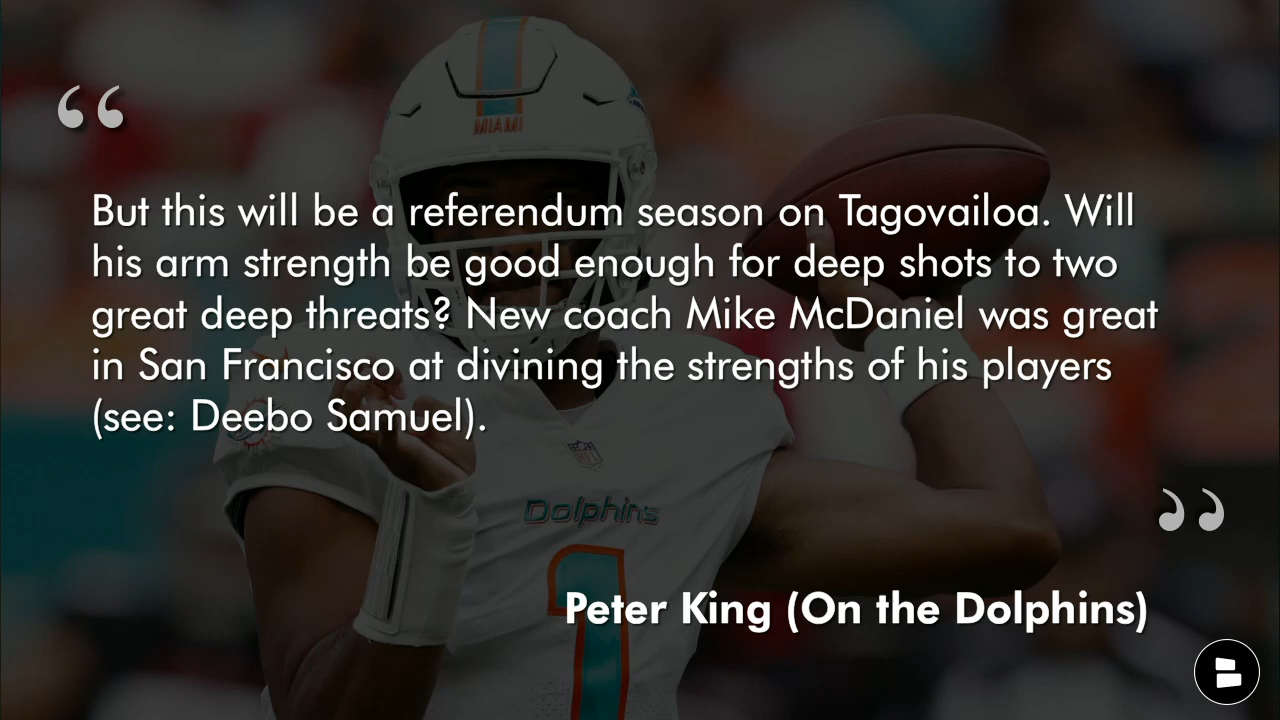 MIAMI
“
But this will be a referendum season on Tagovailoa. Will
his arm strength be good enough for deep shots to two
great deep threats? New coach Mike McDaniel was great
in San Francisco at divining the strengths of his players
(see: Deebo Samuel).
”
Dolphins
1
Peter King (On the Dolphins)